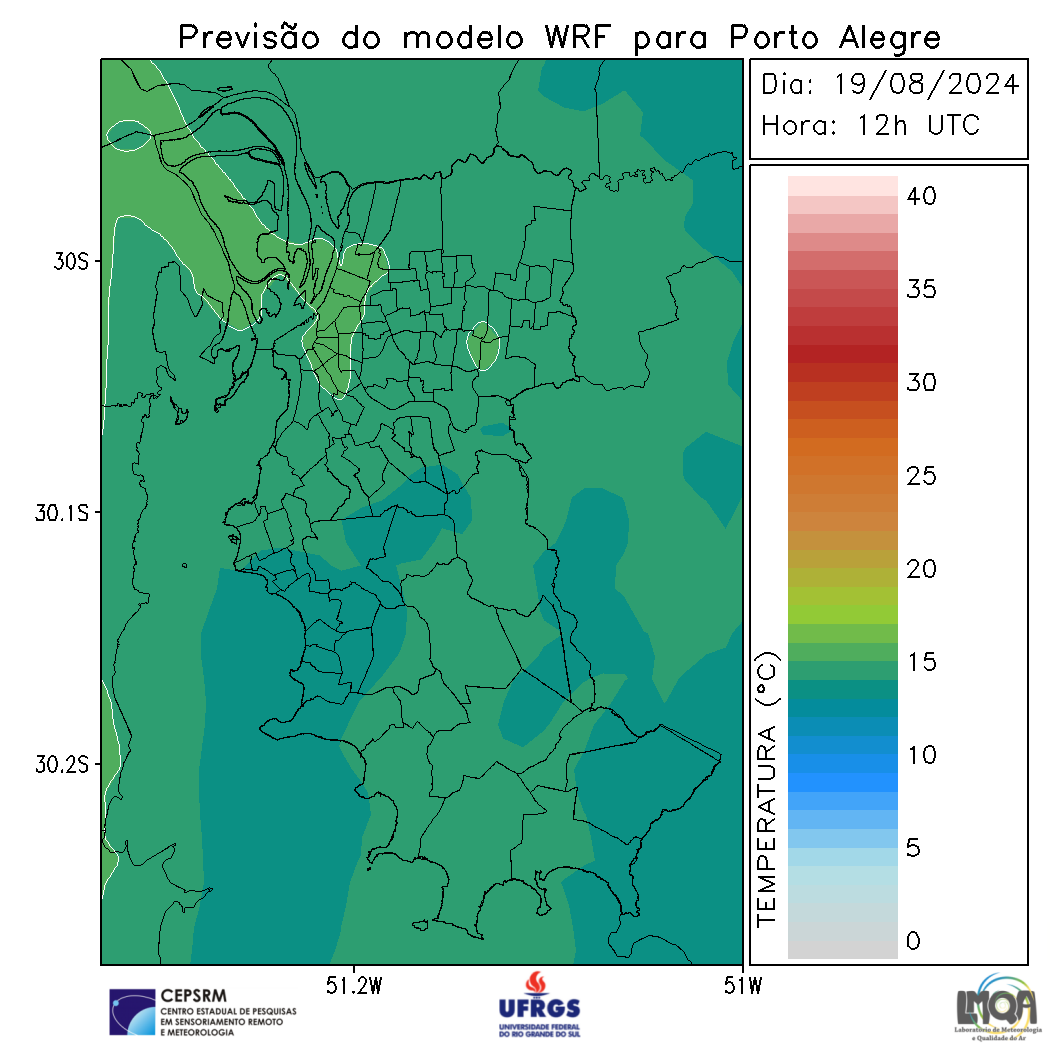 Previsão do modelo WRF para Porto Alegre
Dia: 19/08/2024
Hora: 12h UTC
30S
30.1S
30.2S
51.2W
51W
TEMPERATURA (°C)
40
35
30
25
20
15
10
5
0
CEPSRM
CENTRO ESTADUAL DE PESQUISAS
EM SENSORIAMENTO REMOTO
E METEOROLOGIA
UFRGS
UNIVERSIDADE FEDERAL
DO RIO GRANDE DO SUL
LMQA
Laboratório de Meteorologia
e Qualidade do Ar